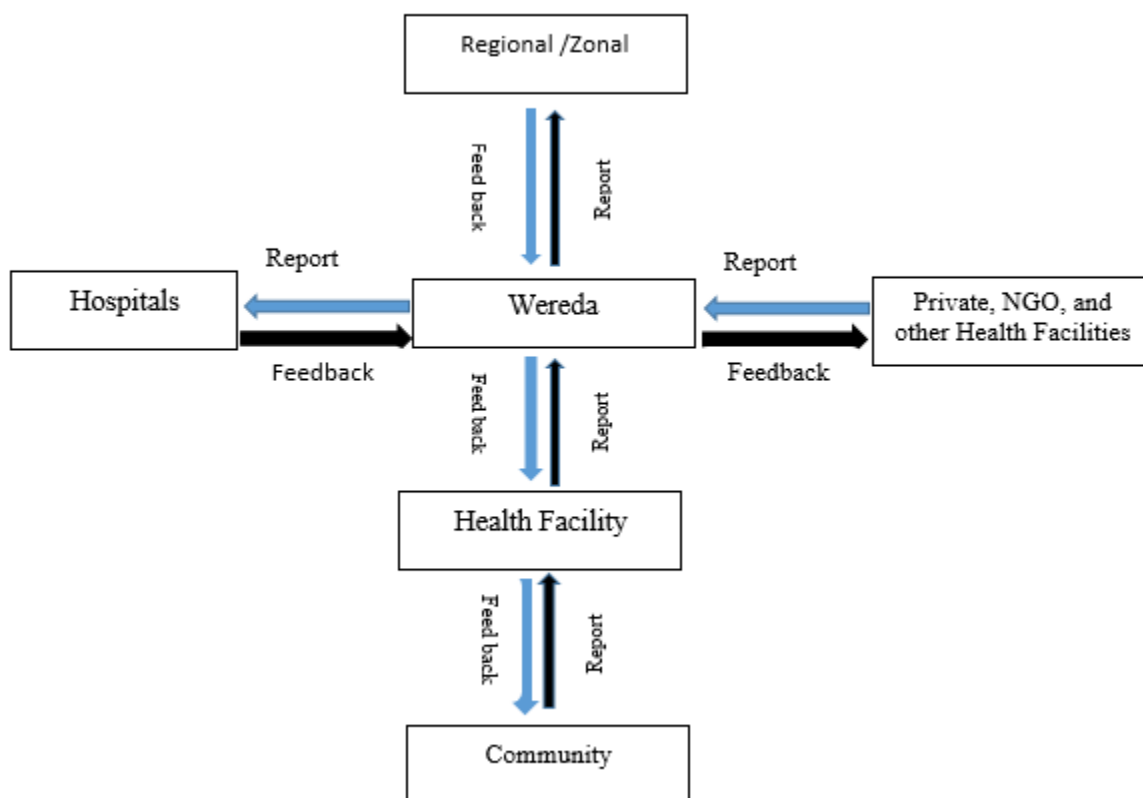 Regional /Zonal
Feed back
Report
Report
Report
Hospitals
Wereda
Private, NGO, and
other Health Facilities
Feedback
Feedback
Feed back
Report
Health Facility
Feed back
Report
Community